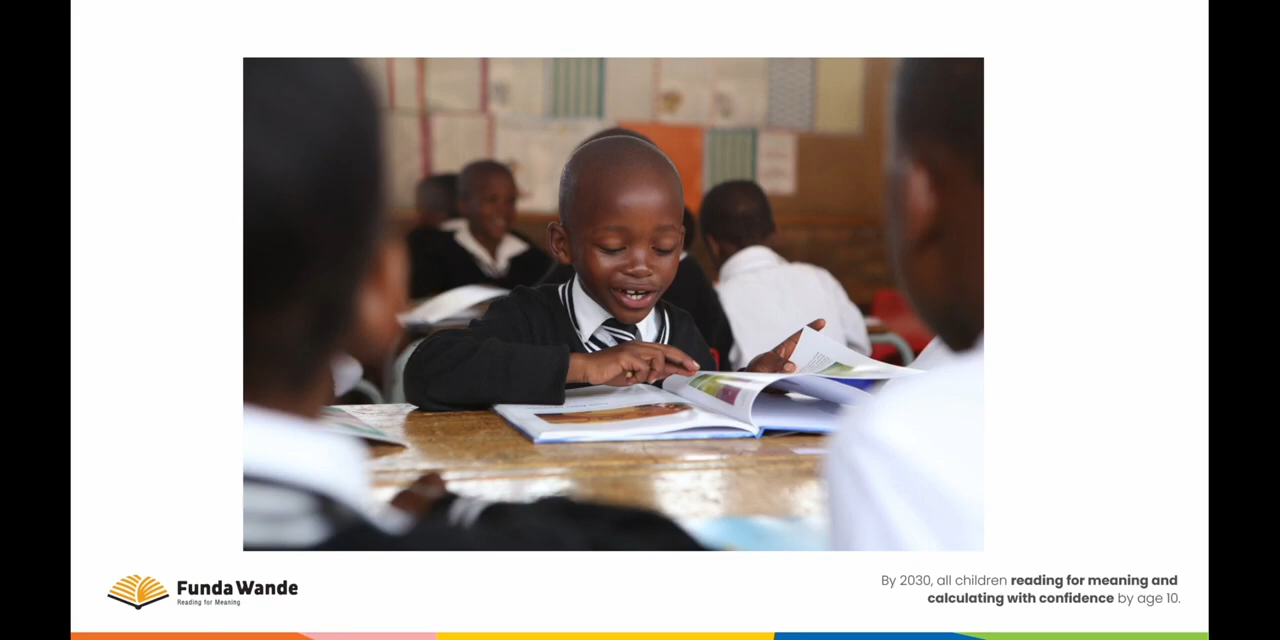 Funda Wande
Reading for Meaning
By 2030, all children reading for meaning and
calculating with confidence by age 10.